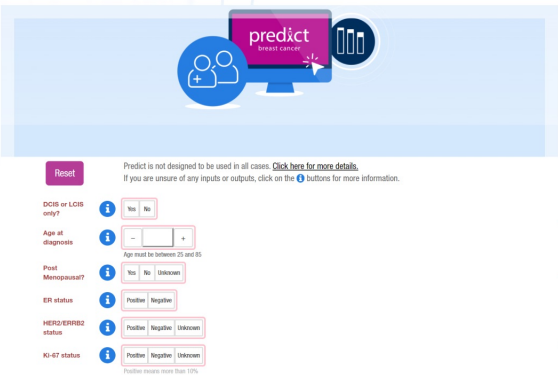 predict
breast cancer
Reset
Predict is not designed to be used in all cases. Click here for more details.
If you are unsure of any inputs or outputs, click on the i buttons for more information.
DCIS or LCIS only?
i
Yes No
Age at diagnosis
i
− +
Age must be between 25 and 85
Post Menopausal?
i
Yes No Unknown
ER status
i
Positive Negative
HER2/ERRB2 status
i
Positive Negative Unknown
Ki-67 status
i
Positive Negative Unknown
Positive means more than 10%